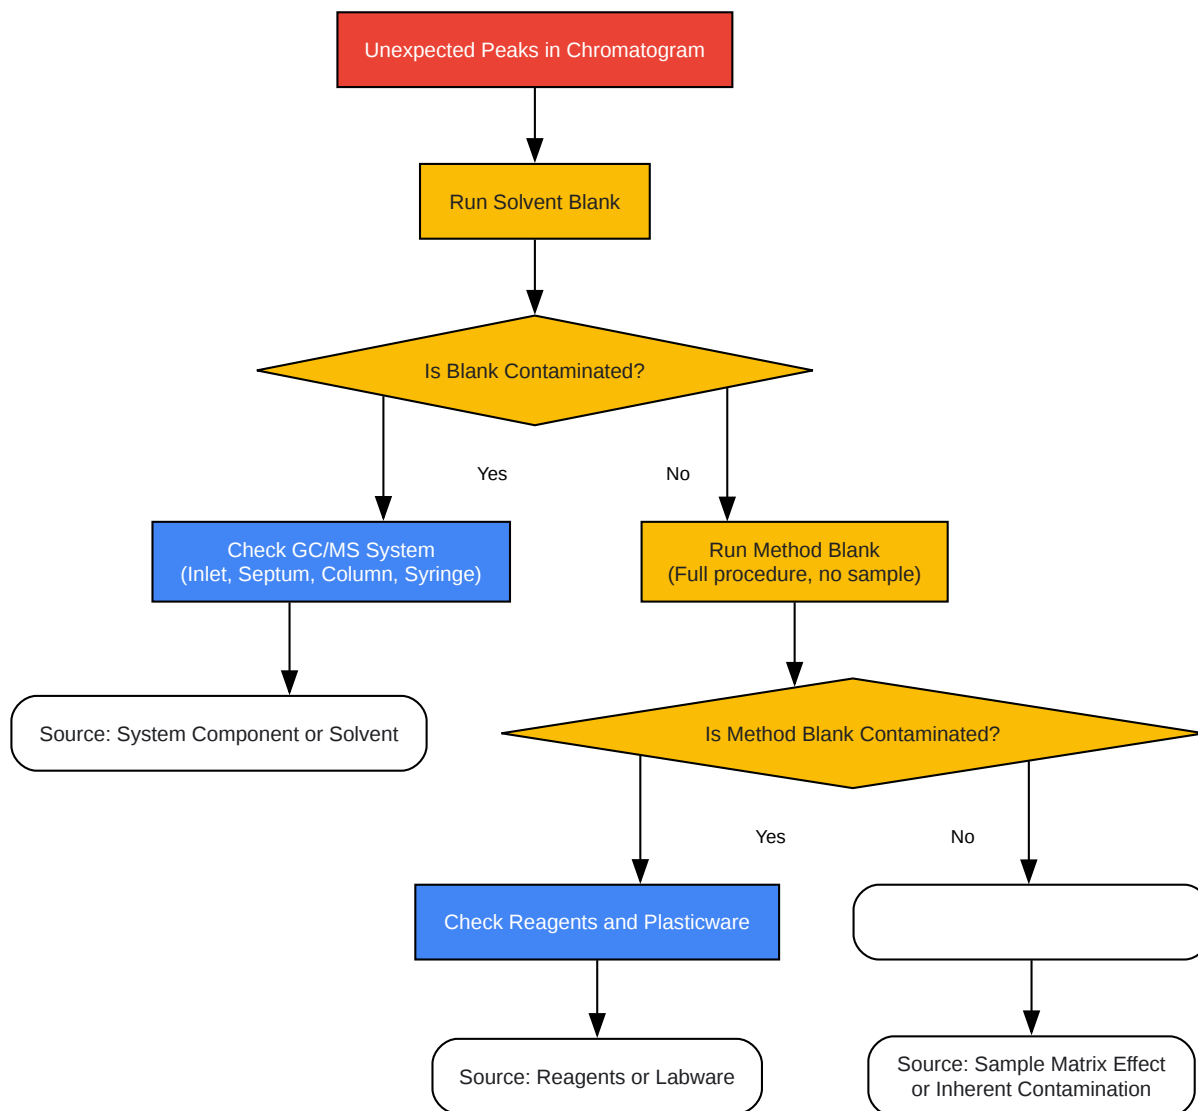 Unexpected Peaks in Chromatogram
Run Solvent Blank
Is Blank Contaminated?
Yes
No
Check GC/MS System
(Inlet, Septum, Column, Syringe)
Run Method Blank
(Full procedure, no sample)
Source: System Component or Solvent
Is Method Blank Contaminated?
Yes
No
Check Reagents and Plasticware
Source: Reagents or Labware
Source: Sample Matrix Effect
or Inherent Contamination